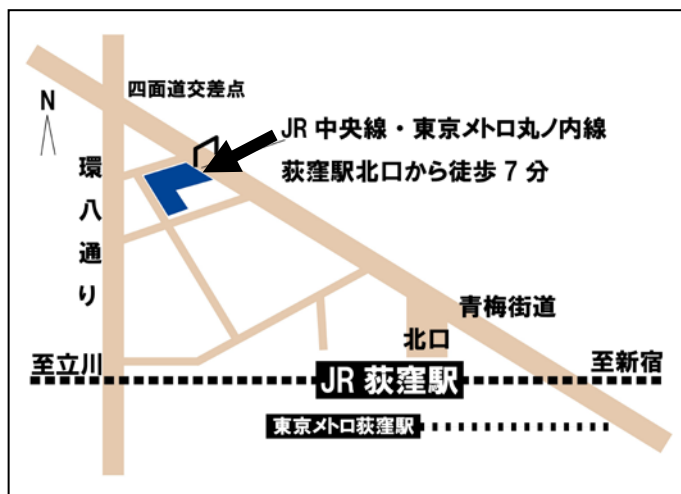 四面道交差点
N
JR 中央線・東京メトロ丸ノ内線
荻窪駅北口から徒歩 7 分
環八通り
青梅街道
北口
至立川
JR 荻窪駅
至新宿
東京メトロ荻窪駅